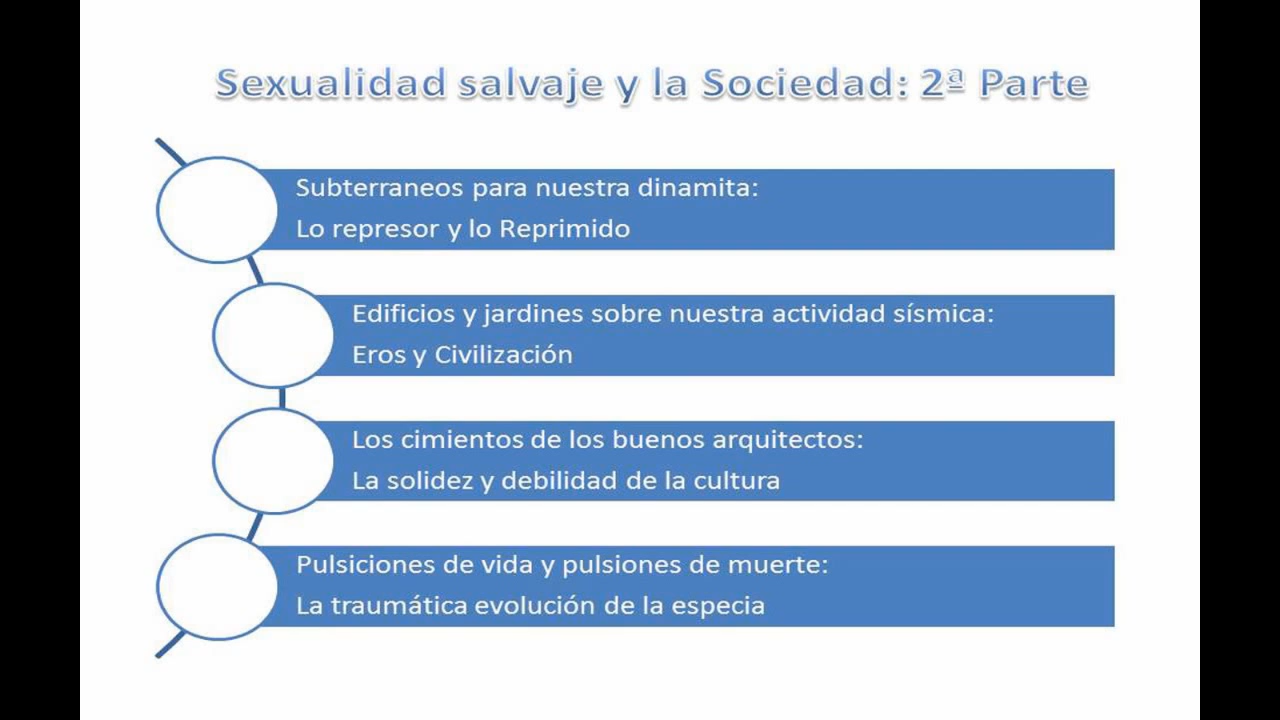 Sexualidad salvaje y la Sociedad: 2ª Parte
Subterraneos para nuestra dinamita:
Lo represor y lo Reprimido
Edificios y jardines sobre nuestra actividad sísmica:
Eros y Civilización
Los cimientos de los buenos arquitectos:
La solidez y debilidad de la cultura
Pulsiciones de vida y pulsiones de muerte:
La traumática evolución de la especia